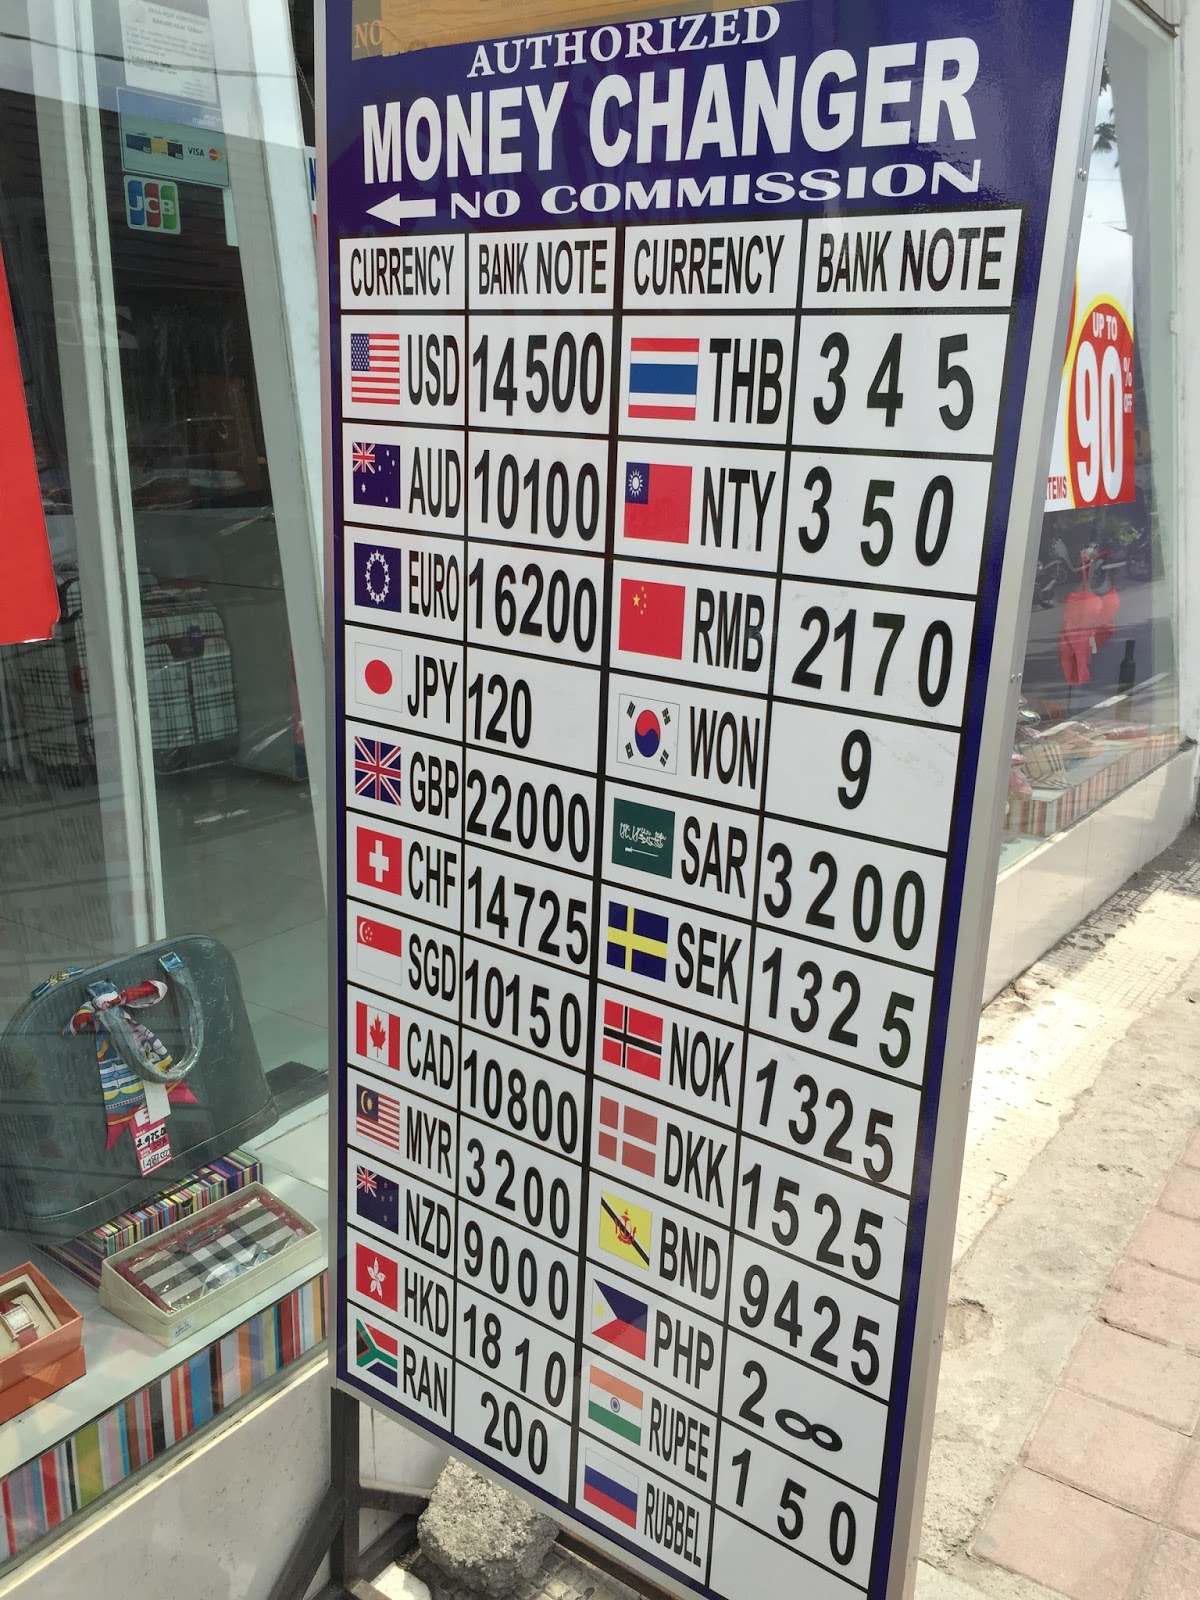 NO
AUTHORIZED
MONEY CHANGER
NO COMMISSION
CURRENCY BANK NOTE CURRENCY BANK NOTE
USD 14500 THB 345
AUD 10100 NTY 350
EURO 16200 RMB 2170
JPY 120 WON 9
GBP 22000 SAR 3200
CHF 14725 SEK 1325
SGD 10150 NOK 1325
CAD 10800 DKK 1525
MYR 3200 BND 9425
NZD 9000 PHP 200
HKD 1810 RUPEE 150
RAN 200 RUBBEL
VISA
JCB
UP TO
90% OFF